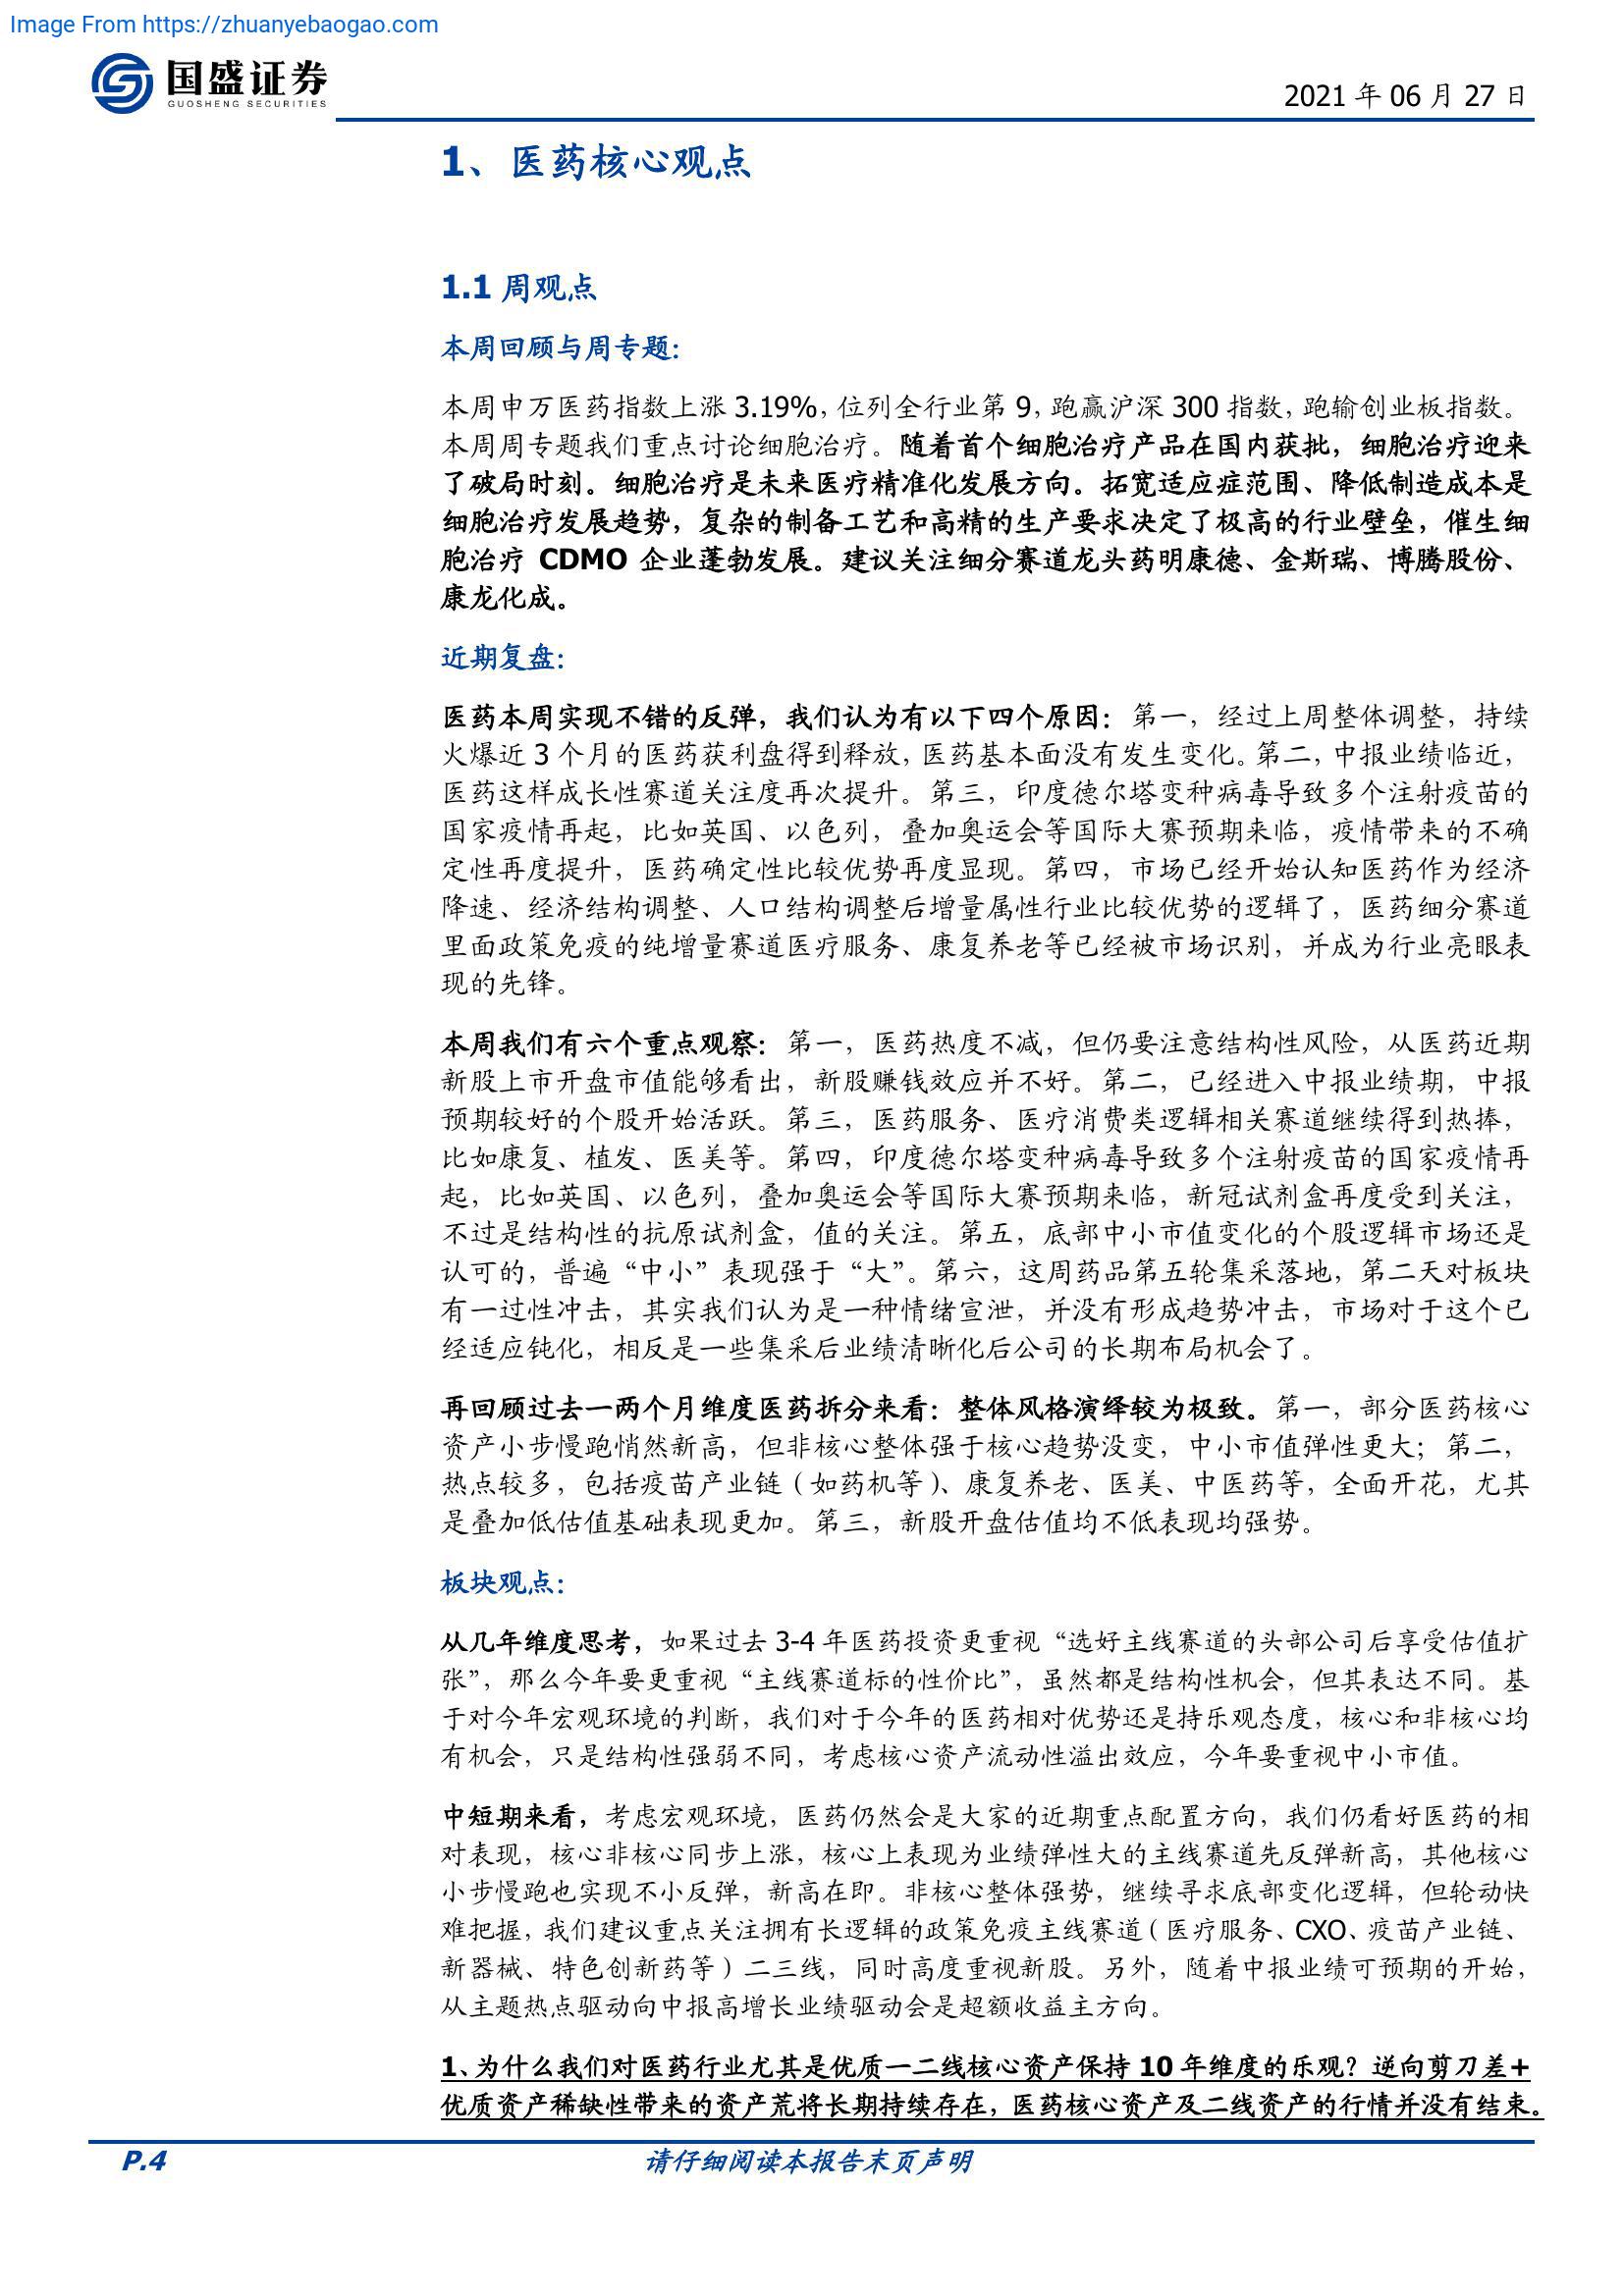 Image From https://zhuanyebaogao.com
国盛证券
GUOSHENG SECURITIES
2021 年 06 月 27 日
1、医药核心观点
1.1 周观点
本周回顾与周专题:
本周申万医药指数上涨 3.19%，位列全行业第 9，跑赢沪深 300 指数，跑输创业板指数。
本周周专题我们重点讨论细胞治疗。随着首个细胞治疗产品在国内获批，细胞治疗迎来
了破局时刻。细胞治疗是未来医疗精准化发展方向。拓宽适应症范围、降低制造成本是
细胞治疗发展趋势，复杂的制备工艺和高精的生产要求决定了极高的行业壁垒，催生细
胞治疗 CDMO 企业蓬勃发展。建议关注细分赛道龙头药明康德、金斯瑞、博腾股份、
康龙化成。
近期复盘:
医药本周实现不错的反弹，我们认为有以下四个原因：第一，经过上周整体调整，持续
火爆近 3 个月的医药获利盘得到释放，医药基本面没有发生变化。第二，中报业绩临近，
医药这样成长性赛道关注度再次提升。第三，印度德尔塔变种病毒导致多个注射疫苗的
国家疫情再起，比如英国、以色列，叠加奥运会等国际大赛预期来临，疫情带来的不确
定性再度提升，医药确定性比较优势再度显现。第四，市场已经开始认知医药作为经济
降速、经济结构调整、人口结构调整后增量属性行业比较优势的逻辑了，医药细分赛道
里面政策免疫的纯增量赛道医疗服务、康复养老等已经被市场识别，并成为行业亮眼表
现的先锋。
本周我们有六个重点观察：第一，医药热度不减，但仍要注意结构性风险，从医药近期
新股上市开盘市值能够看出，新股赚钱效应并不好。第二，已经进入中报业绩期，中报
预期较好的个股开始活跃。第三，医药服务、医疗消费类逻辑相关赛道继续得到热捧，
比如康复、植发、医美等。第四，印度德尔塔变种病毒导致多个注射疫苗的国家疫情再
起，比如英国、以色列，叠加奥运会等国际大赛预期来临，新冠试剂盒再度受到关注，
不过是结构性的抗原试剂盒，值的关注。第五，底部中小市值变化的个股逻辑市场还是
认可的，普遍“中小”表现强于“大”。第六，这周药品第五轮集采落地，第二天对板块
有一过性冲击，其实我们认为是一种情绪宣泄，并没有形成趋势冲击，市场对于这个已
经适应钝化，相反是一些集采后业绩清晰化后公司的长期布局机会了。
再回顾过去一两个月维度医药拆分来看：整体风格演绎较为极致。第一，部分医药核心
资产小步慢跑悄然新高，但非核心整体强于核心趋势没变，中小市值弹性更大；第二，
热点较多，包括疫苗产业链（如药机等）、康复养老、医美、中医药等，全面开花，尤其
是叠加低估值基础表现更加。第三，新股开盘估值均不低表现均强势。
板块观点:
从几年维度思考，如果过去 3-4 年医药投资更重视“选好主线赛道的头部公司后享受估值扩
张”，那么今年要更重视“主线赛道标的性价比”，虽然都是结构性机会，但其表达不同。基
于对今年宏观环境的判断，我们对于今年的医药相对优势还是持乐观态度，核心和非核心均
有机会，只是结构性强弱不同，考虑核心资产流动性溢出效应，今年要重视中小市值。
中短期来看，考虑宏观环境，医药仍然会是大家的近期重点配置方向，我们仍看好医药的相
对表现，核心非核心同步上涨，核心上表现为业绩弹性大的主线赛道先反弹新高，其他核心
小步慢跑也实现不小反弹，新高在即。非核心整体强势，继续寻求底部变化逻辑，但轮动快
难把握，我们建议重点关注拥有长逻辑的政策免疫主线赛道（医疗服务、CXO、疫苗产业链、
新器械、特色创新药等）二三线，同时高度重视新股。另外，随着中报业绩可预期的开始，
从主题热点驱动向中报高增长业绩驱动会是超额收益主方向。
1、为什么我们对医药行业尤其是优质一二线核心资产保持 10 年维度的乐观？逆向剪刀差+
优质资产稀缺性带来的资产荒将长期持续存在，医药核心资产及二线资产的行情并没有结束。
P.4
请仔细阅读本报告末页声明